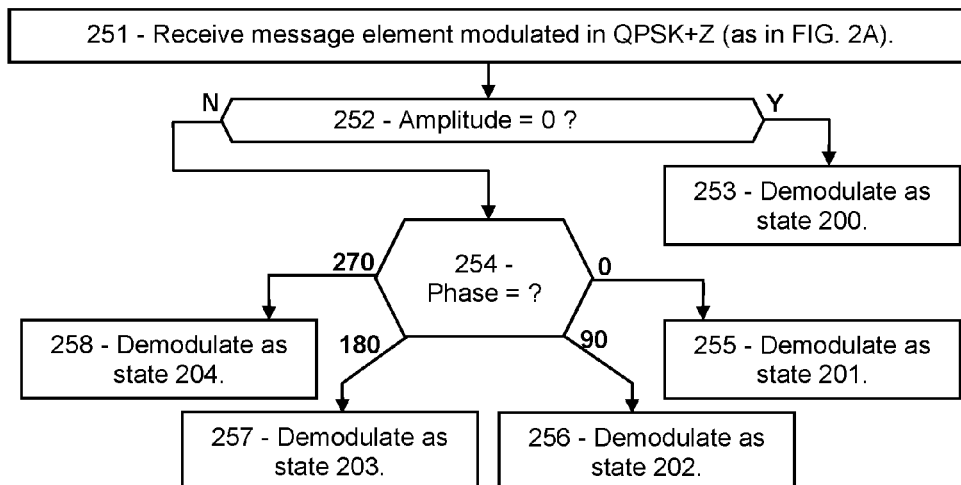 251 - Receive message element modulated in QPSK+Z (as in FIG. 2A).
N
Y
252 - Amplitude = 0 ?
253 - Demodulate as
state 200.
270
254 -
Phase = ?
0
180
90
258 - Demodulate as
state 204.
255 - Demodulate as
state 201.
257 - Demodulate as
state 203.
256 - Demodulate as
state 202.